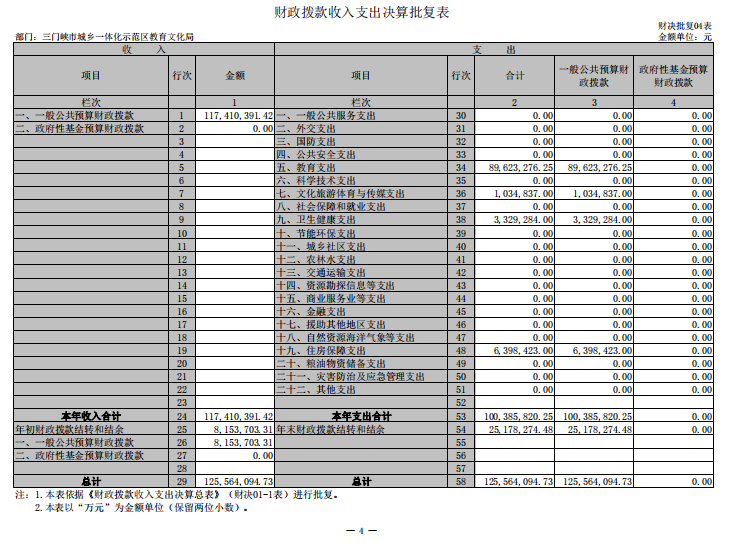 财政拨款收入支出决算批复表
财决批复04表
部门：三门峡市城乡一体化示范区教育文化局 金额单位：元
收 入 支 出
项目 行次 金额 项目 行次 合计 一般公共预算财政拨款 政府性基金预算财政拨款
栏次 1 栏次 2 3 4
一、一般公共预算财政拨款 1 117,410,391.42 一、一般公共服务支出 30 0.00 0.00 0.00
二、政府性基金预算财政拨款 2 0.00 二、外交支出 31 0.00 0.00 0.00
3 三、国防支出 32 0.00 0.00 0.00
4 四、公共安全支出 33 0.00 0.00 0.00
5 五、教育支出 34 89,623,276.25 89,623,276.25 0.00
6 六、科学技术支出 35 0.00 0.00 0.00
7 七、文化旅游体育与传媒支出 36 1,034,837.00 1,034,837.00 0.00
8 八、社会保障和就业支出 37 0.00 0.00 0.00
9 九、卫生健康支出 38 3,329,284.00 3,329,284.00 0.00
10 十、节能环保支出 39 0.00 0.00 0.00
11 十一、城乡社区支出 40 0.00 0.00 0.00
12 十二、农林水支出 41 0.00 0.00 0.00
13 十三、交通运输支出 42 0.00 0.00 0.00
14 十四、资源勘探信息等支出 43 0.00 0.00 0.00
15 十五、商业服务业等支出 44 0.00 0.00 0.00
16 十六、金融支出 45 0.00 0.00 0.00
17 十七、援助其他地区支出 46 0.00 0.00 0.00
18 十八、自然资源海洋气象等支出 47 0.00 0.00 0.00
19 十九、住房保障支出 48 6,398,423.00 6,398,423.00 0.00
20 二十、粮油物资储备支出 49 0.00 0.00 0.00
21 二十一、灾害防治及应急管理支出 50 0.00 0.00 0.00
22 二十二、其他支出 51 0.00 0.00 0.00
23 52
本年收入合计 24 117,410,391.42 本年支出合计 53 100,385,820.25 100,385,820.25 0.00
年初财政拨款结转和结余 25 8,153,703.31 年末财政拨款结转和结余 54 25,178,274.48 25,178,274.48 0.00
一、一般公共预算财政拨款 26 8,153,703.31 55
二、政府性基金预算财政拨款 27 0.00 56
28 57
总计 29 125,564,094.73 总计 58 125,564,094.73 125,564,094.73 0.00
注：1.本表依据《财政拨款收入支出决算总表》（财决01-1表）进行批复。
2.本表以“万元”为金额单位（保留两位小数）。
— 4 —